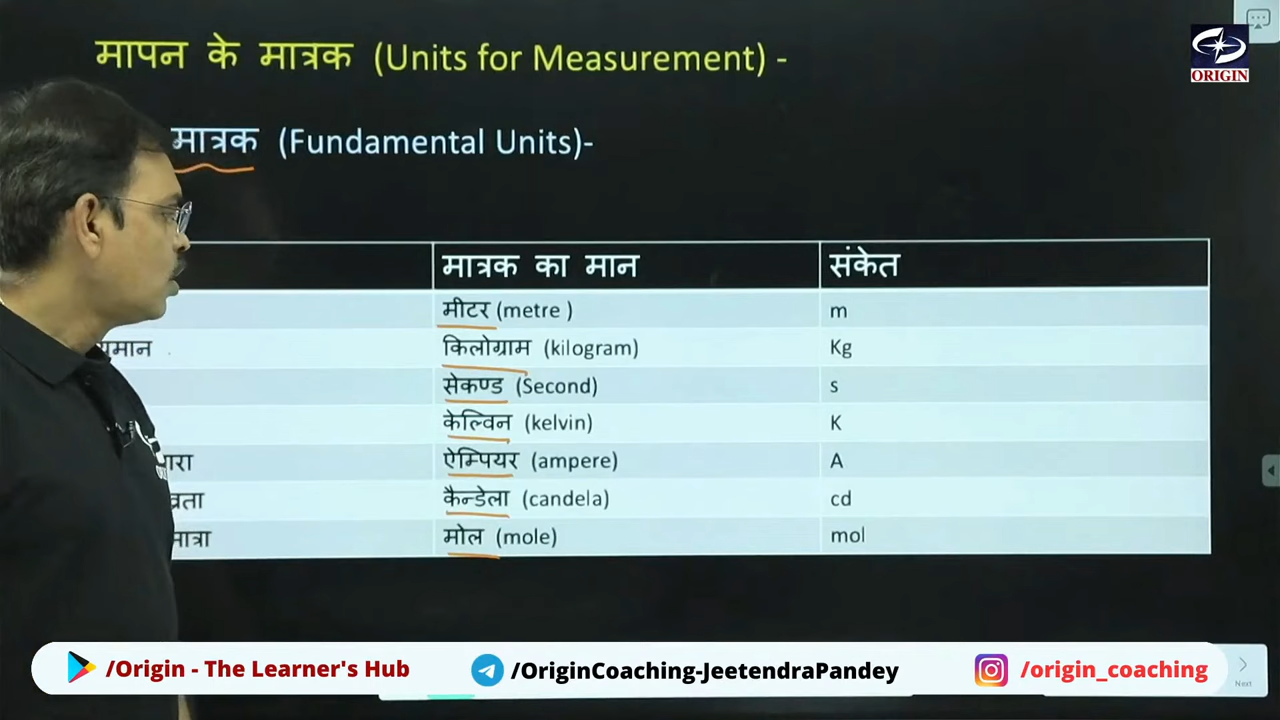 मापन के मात्रक (Units for Measurement) -
ORIGIN
मात्रक (Fundamental Units)-
मात्रक का मान संकेत
मीटर (metre ) m
किलोग्राम (kilogram) Kg
सेकण्ड (Second) s
केल्विन (kelvin) K
ऐम्पियर (ampere) A
कैन्डेला (candela) cd
मात्रा मोल (mole) mol
/Origin - The Learner's Hub /OriginCoaching-JeetendraPandey /origin_coaching
Next